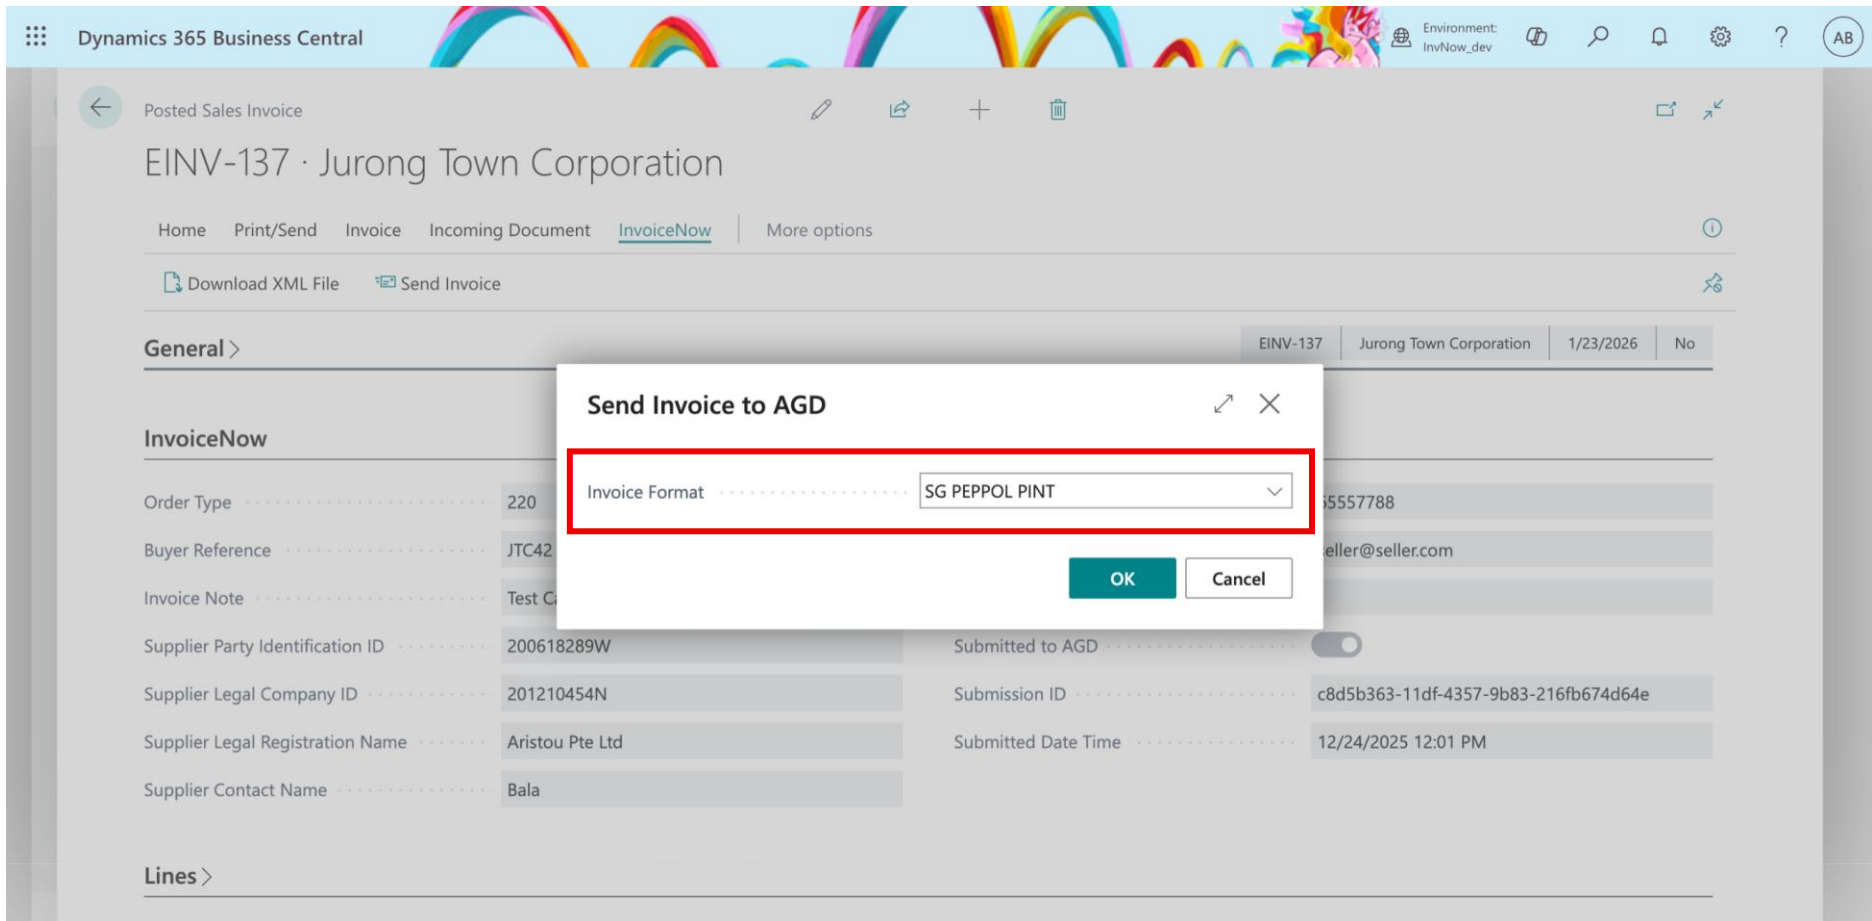 Dynamics 365 Business Central
Environment:
InvNow_dev
AB
Posted Sales Invoice
EINV-137 · Jurong Town Corporation
Home Print/Send Invoice Incoming Document InvoiceNow More options
Download XML File Send Invoice
General
EINV-137 Jurong Town Corporation 1/23/2026 No
Send Invoice to AGD
InvoiceNow
Invoice Format SG PEPPOL PINT
Order Type 220
Buyer Reference JTC42
eller@seller.com
OK Cancel
Invoice Note Test
Supplier Party Identification ID 200618289W
Submitted to AGD
Supplier Legal Company ID 201210454N
Submission ID c8d5b363-11df-4357-9b83-216fb674d64e
Supplier Legal Registration Name Aristou Pte Ltd
Submitted Date Time 12/24/2025 12:01 PM
Supplier Contact Name Bala
Lines